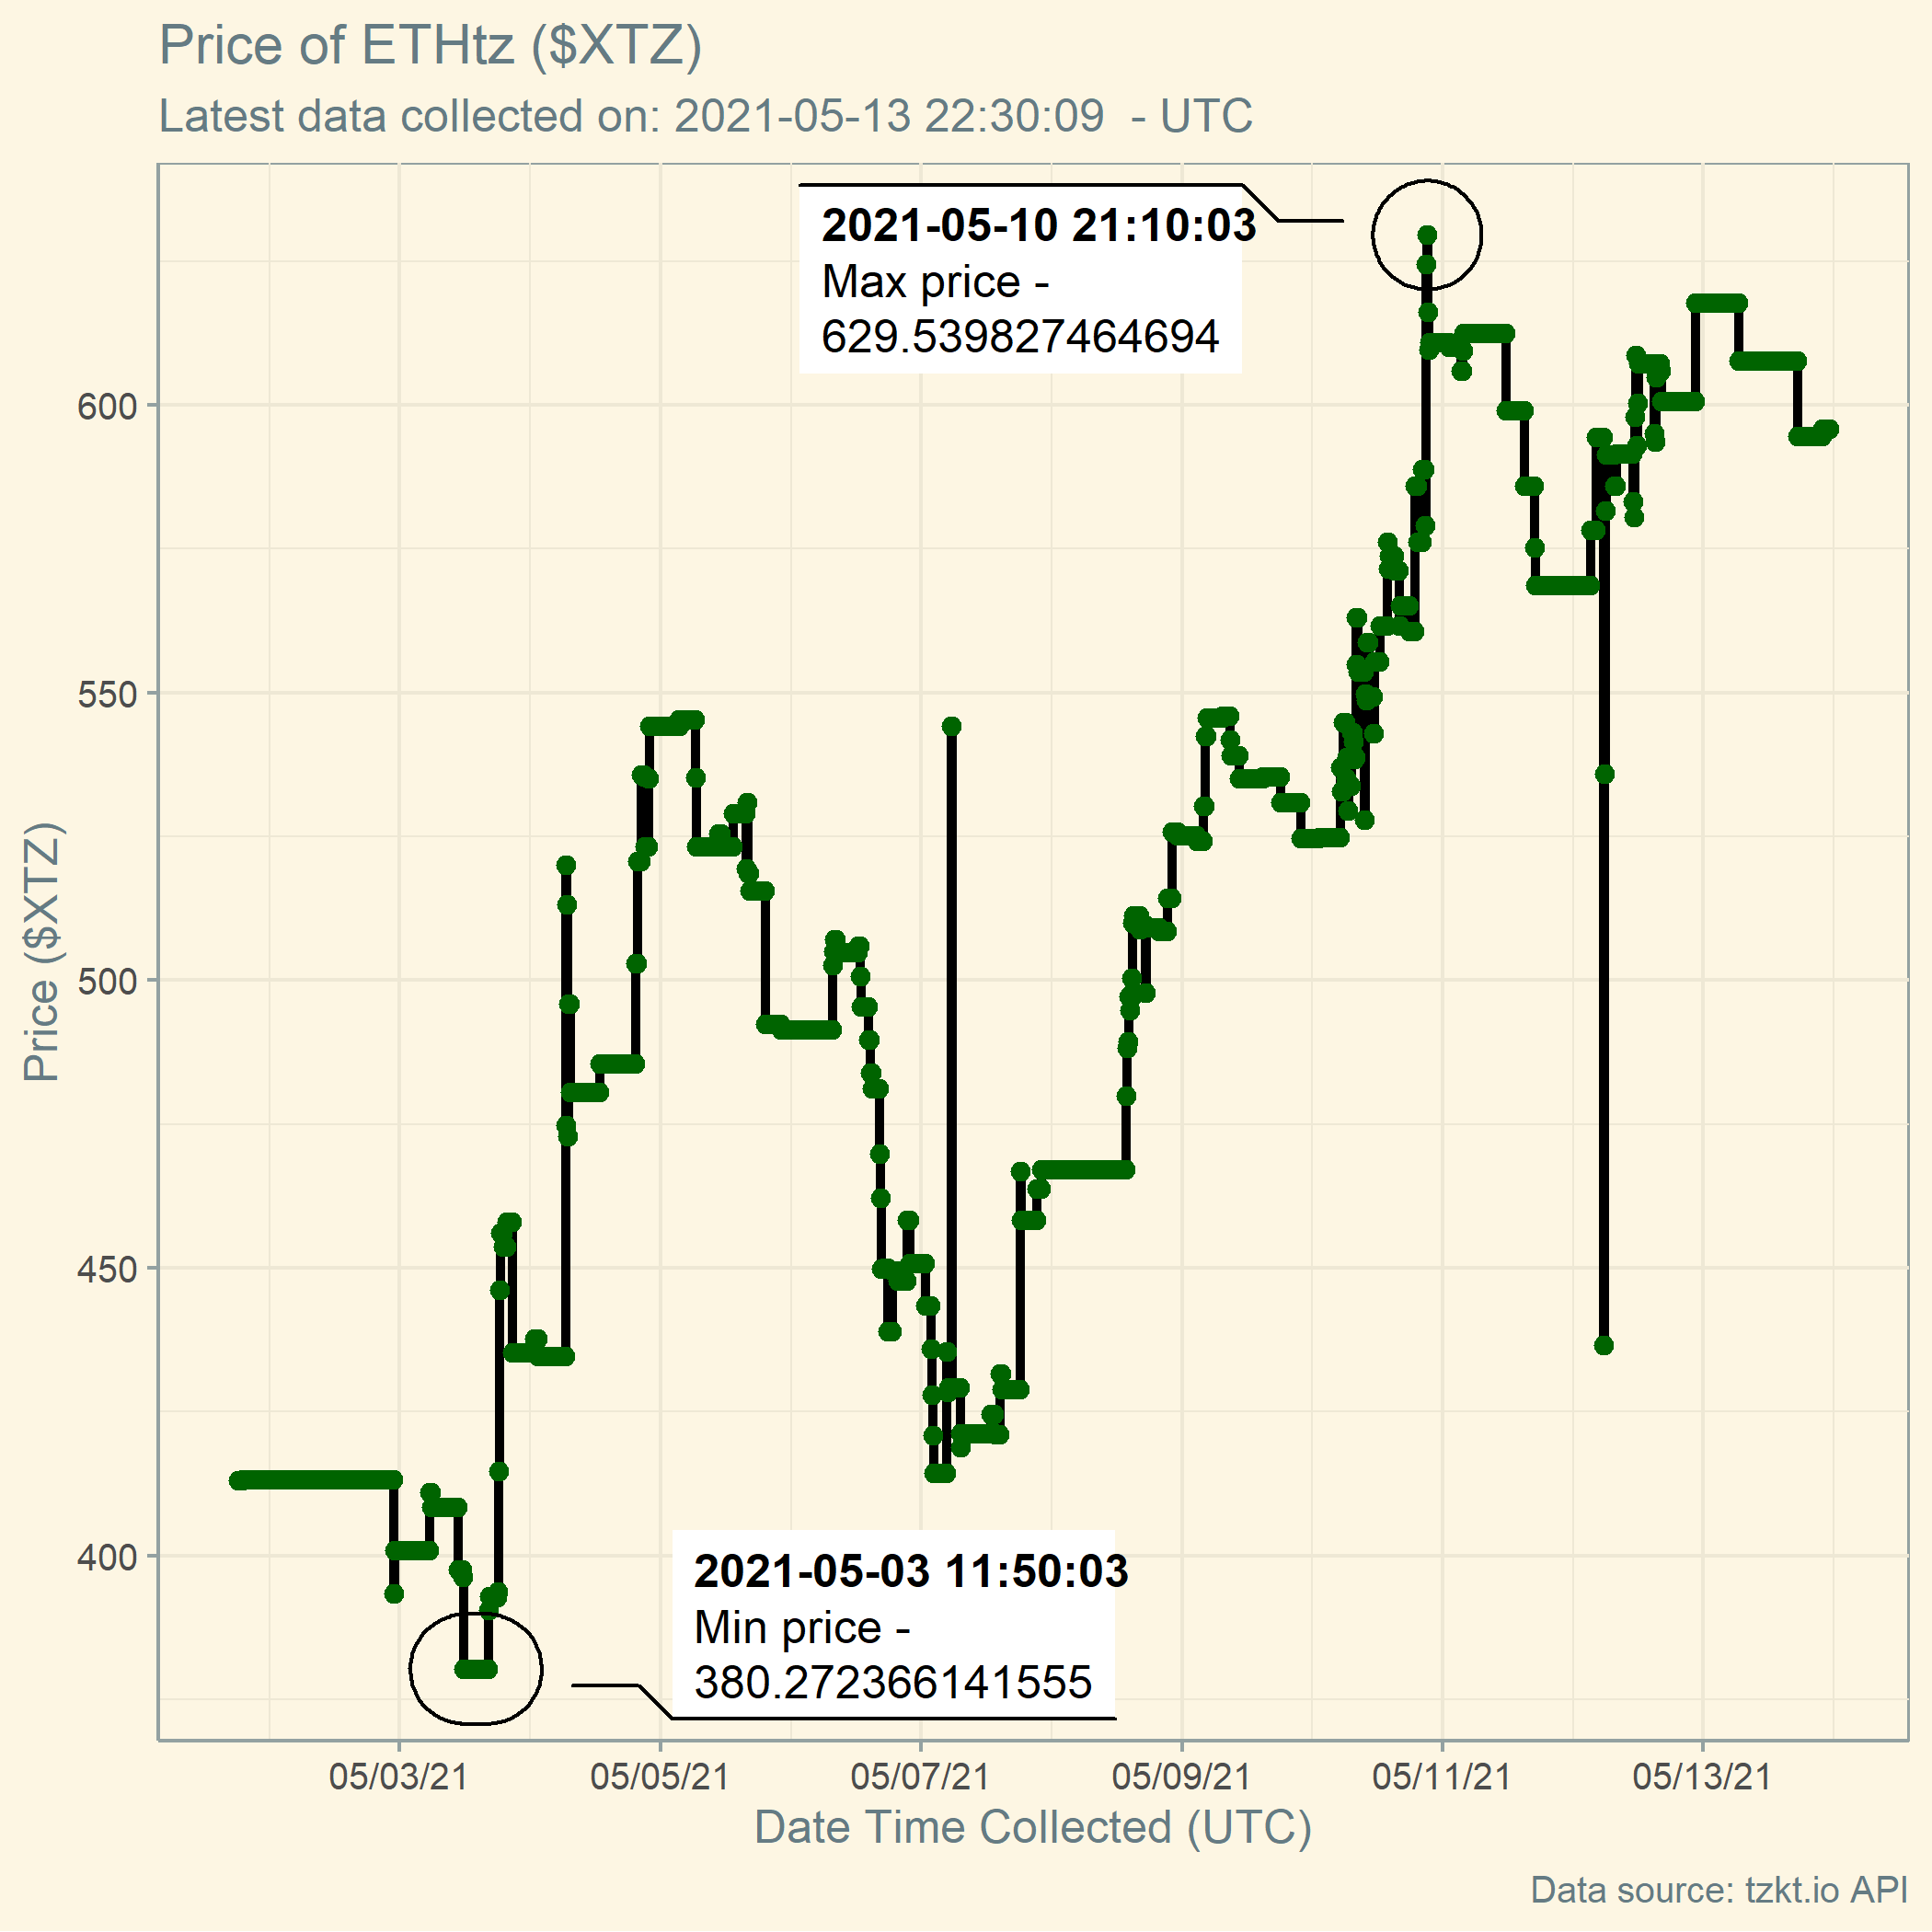 Price of ETHtz ($XTZ)
Latest data collected on: 2021-05-13 22:30:09  - UTC
2021-05-10 21:10:03
Max price -
629.539827464694
600
550
500
450
400
Price ($XTZ)
2021-05-03 11:50:03
Min price -
380.272366141555
05/03/21 05/05/21 05/07/21 05/09/21 05/11/21 05/13/21
Date Time Collected (UTC)
Data source: tzkt.io API